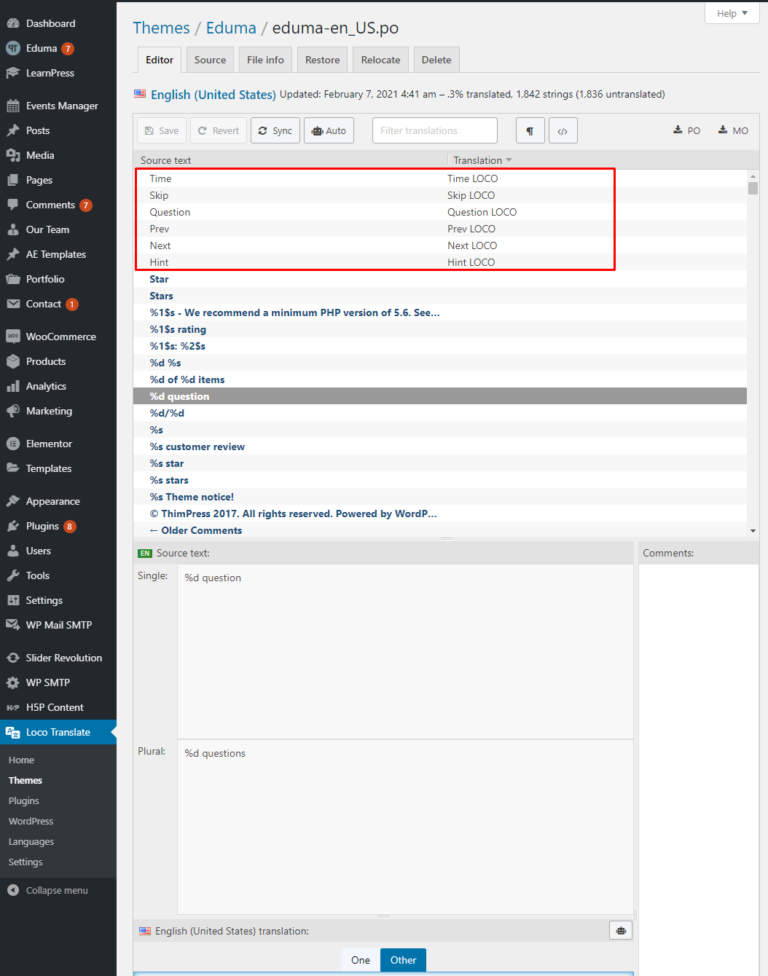 Help ▼
Dashboard
Eduma 7
LearnPress
Events Manager
Posts
Media
Pages
Comments 7
Our Team
AE Templates
Portfolio
Contact 1
WooCommerce
Products
Analytics
Marketing
Elementor
Templates
Appearance
Plugins 8
Users
Tools
Settings
WP Mail SMTP
Slider Revolution
WP SMTP
H5P H5P Content
Loco Translate
Home
Themes
Plugins
WordPress
Languages
Settings
Collapse menu
Themes / Eduma / eduma-en_US.po
Editor Source File info Restore Relocate Delete
English (United States) Updated: February 7, 2021 4:41 am – .3% translated, 1,842 strings (1,836 untranslated)
Save Revert Sync Auto Filter translations ¶ </> PO MO
Source text Translation ▼
Time Time LOCO
Skip Skip LOCO
Question Question LOCO
Prev Prev LOCO
Next Next LOCO
Hint Hint LOCO
Star
Stars
%1$s - We recommend a minimum PHP version of 5.6. See...
%1$s rating
%1$s: %2$s
%d %s
%d of %d items
%d question
%d/%d
%s
%s customer review
%s star
%s stars
%s Theme notice!
© ThimPress 2017. All rights reserved. Powered by WordP...
← Older Comments
EN Source text: Comments:
Single: %d question
Plural: %d questions
English (United States) translation:
One Other